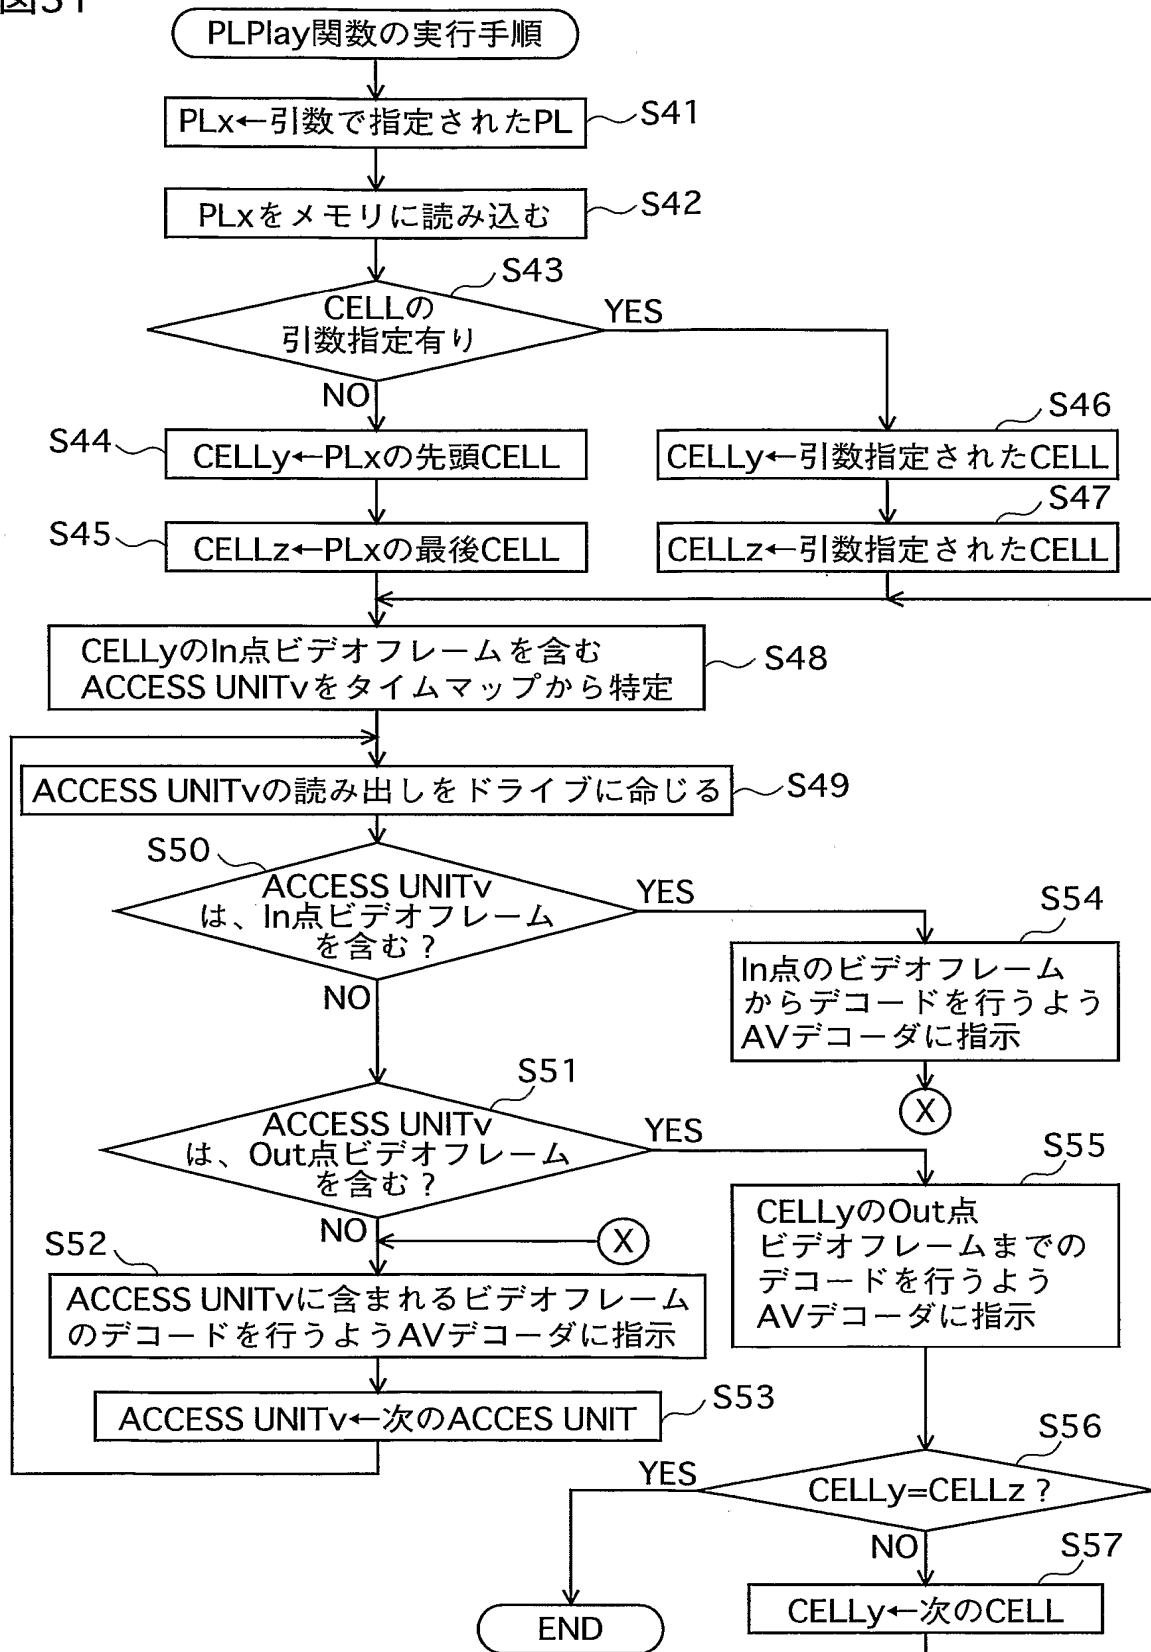 図31
PLPlay関数の実行手順
PLx←引数で指定されたPL
S41
PLxをメモリに読み込む
S42
S43
CELLの
引数指定有り
YES
NO
S44
CELLy←PLxの先頭CELL
S46
CELLy←引数指定されたCELL
S45
CELLz←PLxの最後CELL
S47
CELLz←引数指定されたCELL
CELLyのIn点ビデオフレームを含む
ACCESS UNITvをタイムマップから特定
S48
ACCESS UNITvの読み出しをドライブに命じる
S49
S50
ACCESS UNITv
は、In点ビデオフレーム
を含む?
YES
NO
S54
In点のビデオフレーム
からデコードを行うよう
AVデコーダに指示
X
S51
ACCESS UNITv
は、Out点ビデオフレーム
を含む?
YES
NO
X
S55
CELLyのOut点
ビデオフレームまでの
デコードを行うよう
AVデコーダに指示
S52
ACCESS UNITvに含まれるビデオフレーム
のデコードを行うようAVデコーダに指示
ACCESS UNITv←次のACCES UNIT
S53
S56
CELLy=CELLz?
YES
NO
S57
CELLy←次のCELL
END